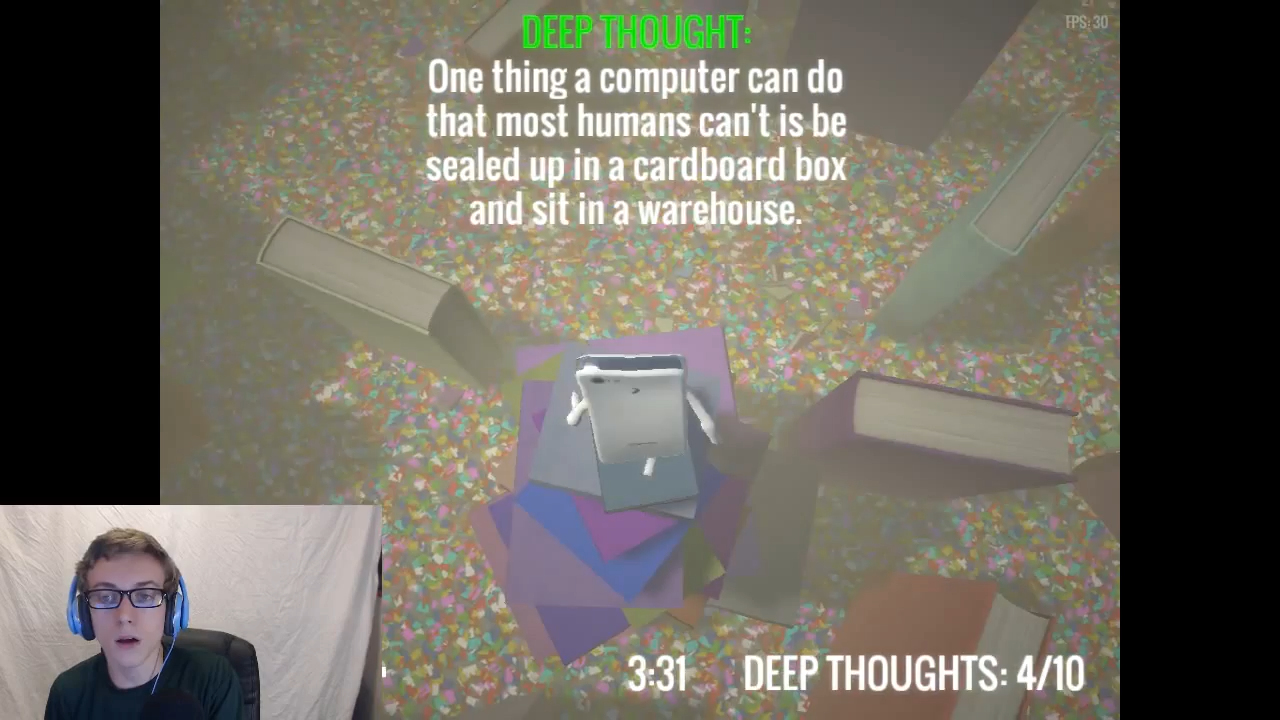 DEEP THOUGHT:
FPS: 30
One thing a computer can do
that most humans can't is be
sealed up in a cardboard box
and sit in a warehouse.
3:31
DEEP THOUGHTS: 4/10